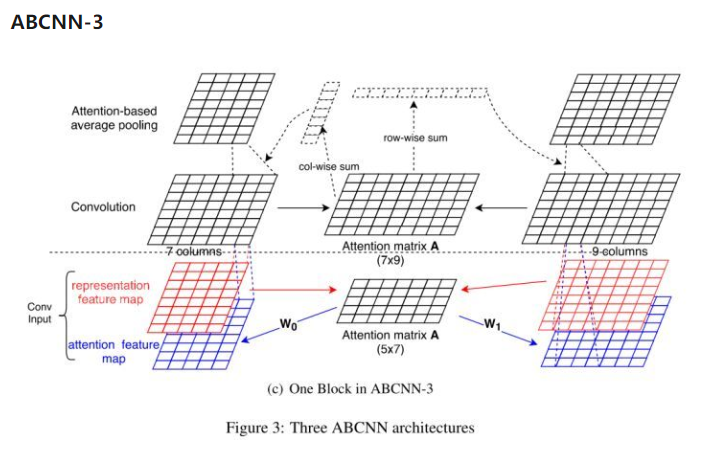 ABCNN-3
Attention-based
average pooling
col-wise sum
row-wise sum
Convolution
7 columns
Attention matrix A
(7x9)
9 columns
Conv
Input
representation
feature map
attention feature
map
W0
Attention matrix A
(5x7)
W1
(c) One Block in ABCNN-3
Figure 3: Three ABCNN architectures